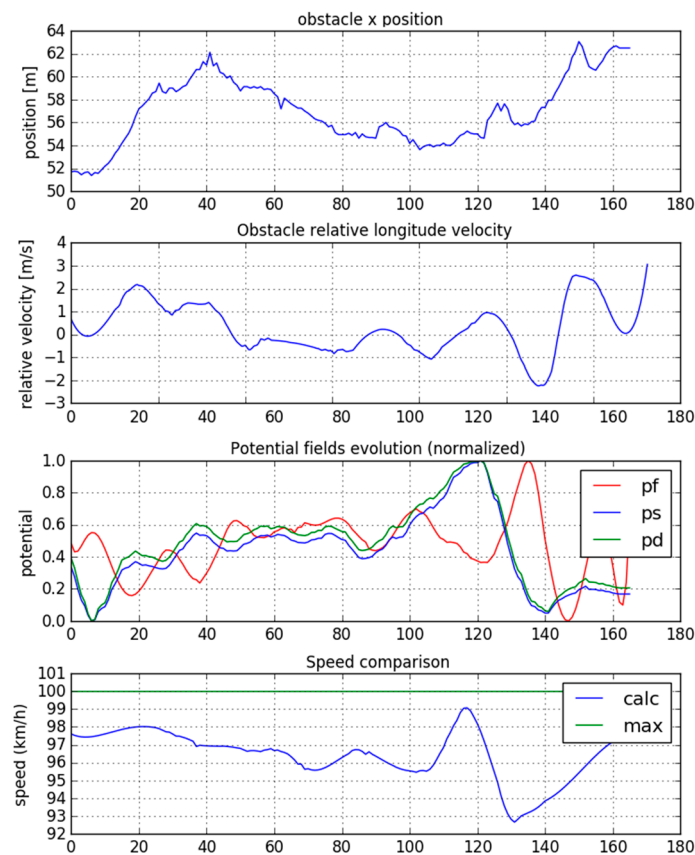 obstacle x position
position [m]
64
62
60
58
56
54
52
50
0 20 40 60 80 100 120 140 160 180
Obstacle relative longitude velocity
relative velocity [m/s]
4
3
2
1
0
−1
−2
−3
0 20 40 60 80 100 120 140 160 180
Potential fields evolution (normalized)
potential
1.0
0.8
0.6
0.4
0.2
0.0
pf
ps
pd
0 20 40 60 80 100 120 140 160 180
Speed comparison
speed (km/h)
101
100
99
98
97
96
95
94
93
92
calc
max
0 20 40 60 80 100 120 140 160 180